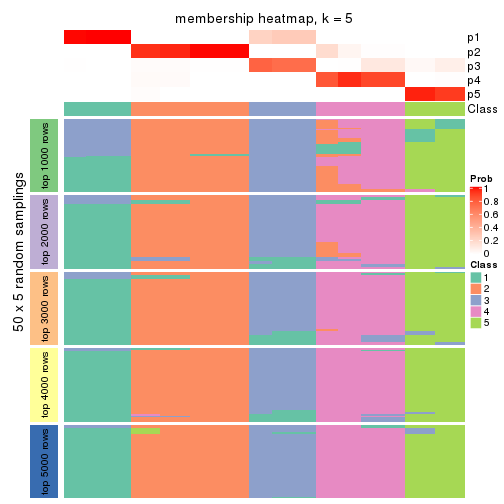 membership heatmap, k = 5
p1
p2
p3
p4
p5
Class
50 x 5 random samplings
top 1000 rows
top 2000 rows
top 3000 rows
top 4000 rows
top 5000 rows
Prob
1
0.8
0.6
0.4
0.2
0
Class
1
2
3
4
5